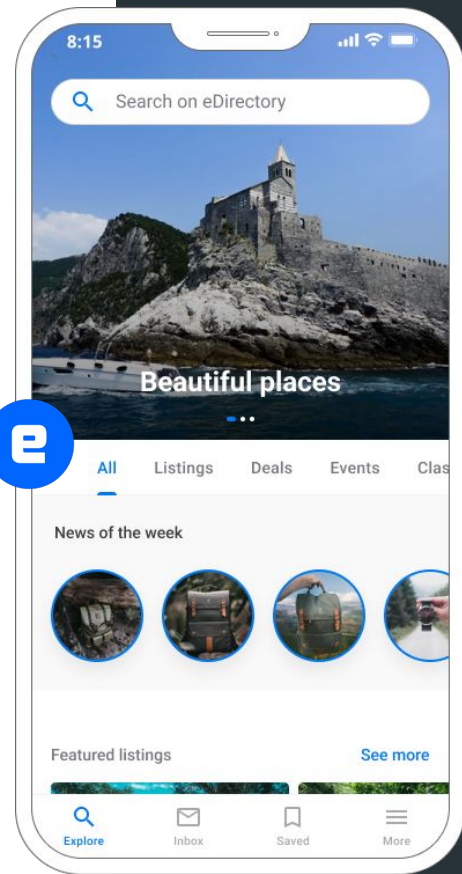 8:15
Search on eDirectory
Beautiful places
e
All Listings Deals Events Clas
News of the week
Featured listings See more
Explore Inbox Saved More